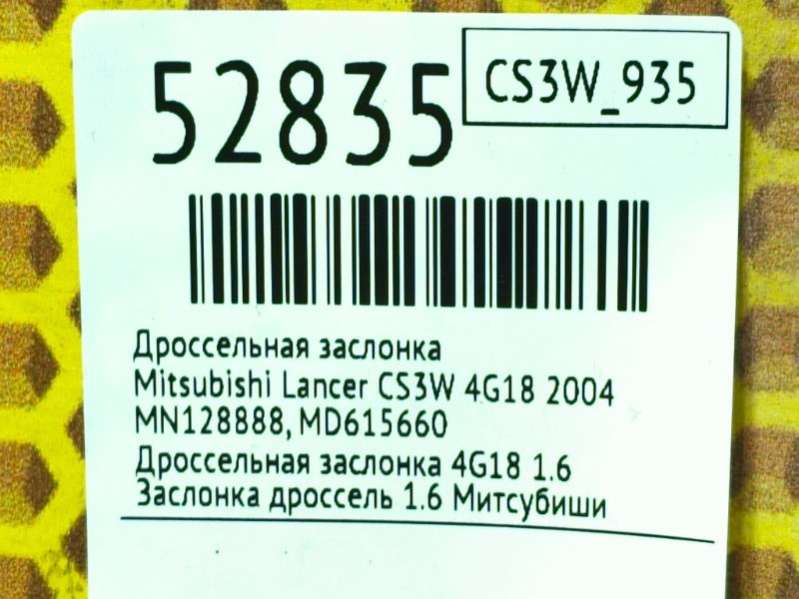 52835
CS3W_935
Дроссельная заслонка
Mitsubishi Lancer CS3W 4G18 2004
MN128888, MD615660
Дроссельная заслонка 4G18 1.6
Заслонка дроссель 1.6 Митсубиши